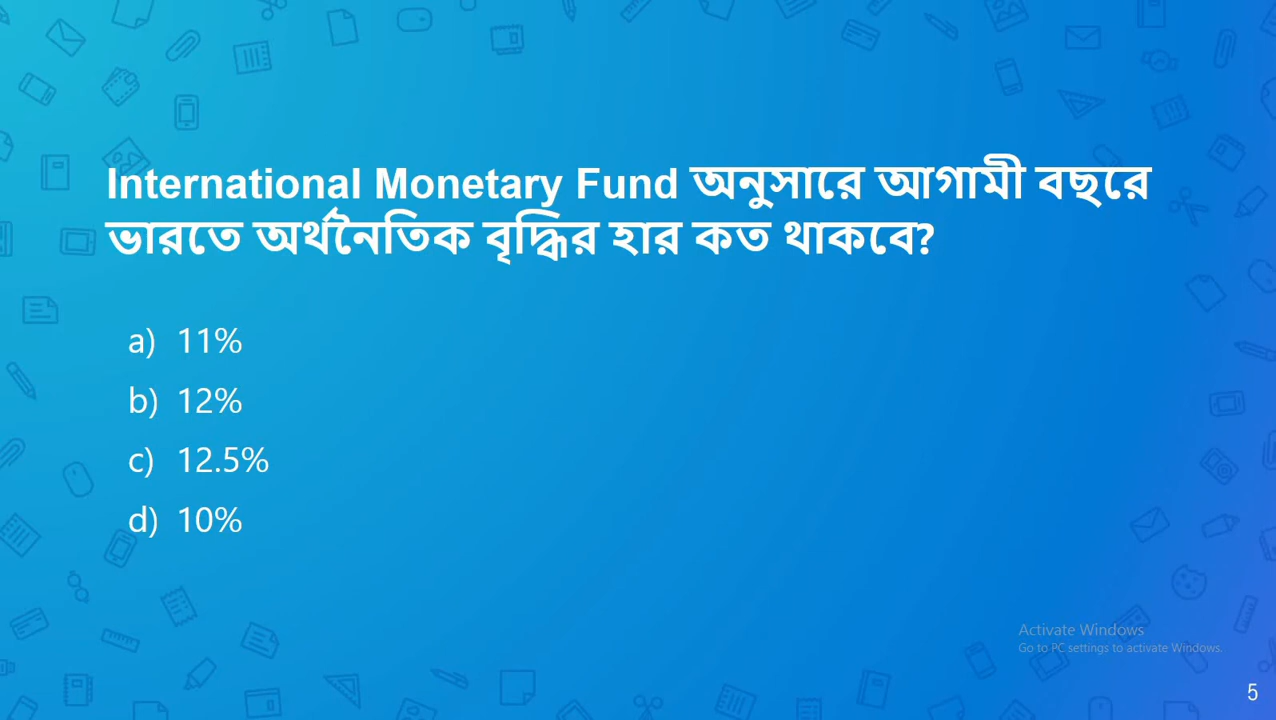 International Monetary Fund অনুসারে আগামী বছরে
ভারতে অর্থনৈতিক বৃদ্ধির হার কত থাকবে?
a) 11%
b) 12%
c) 12.5%
d) 10%
Activate Windows
Go to PC settings to activate Windows.
5